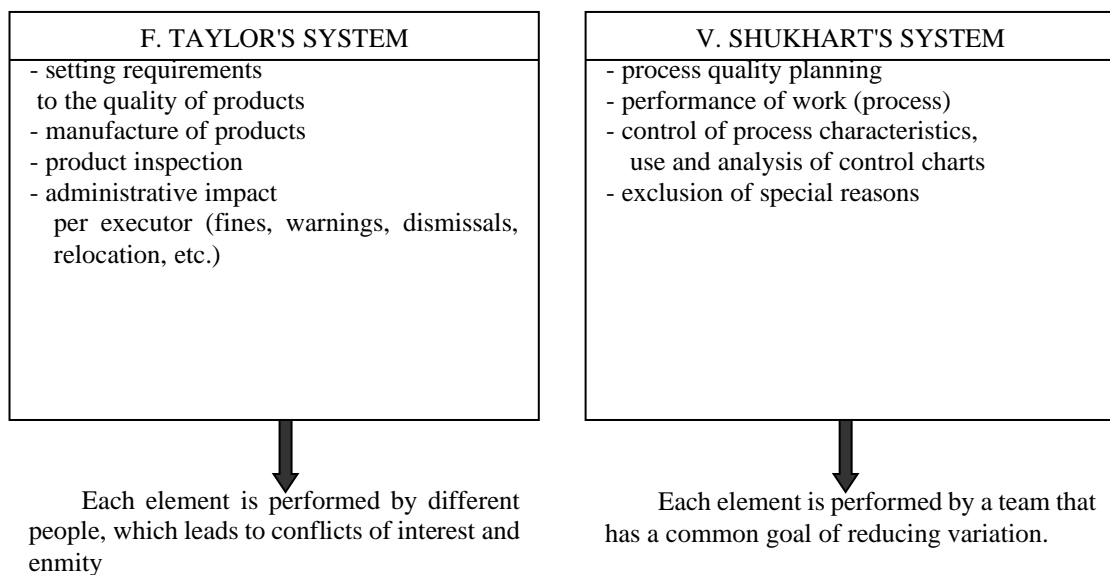 F. TAYLOR'S SYSTEM
- setting requirements
to the quality of products
- manufacture of products
- product inspection
- administrative impact
per executor (fines, warnings, dismissals,
relocation, etc.)
Each element is performed by different
people, which leads to conflicts of interest and
enmity
V. SHUKHART'S SYSTEM
- process quality planning
- performance of work (process)
- control of process characteristics,
use and analysis of control charts
- exclusion of special reasons
Each element is performed by a team that
has a common goal of reducing variation.